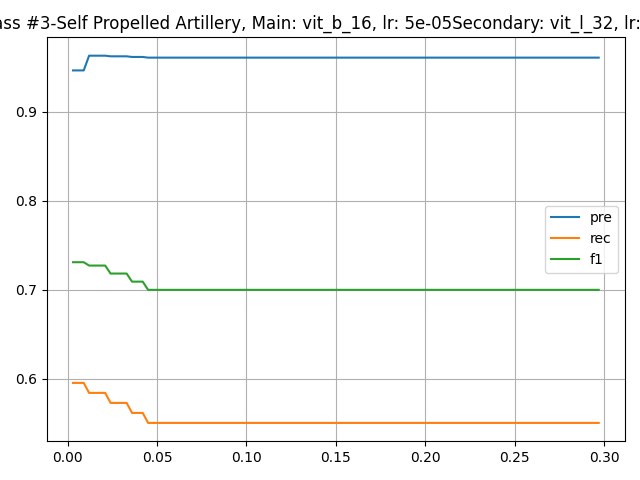 ass #3-Self Propelled Artillery, Main: vit_b_16, lr: 5e-05Secondary: vit_l_32, lr:
0.9
0.8
0.7
0.6
pre
rec
f1
0.00 0.05 0.10 0.15 0.20 0.25 0.30